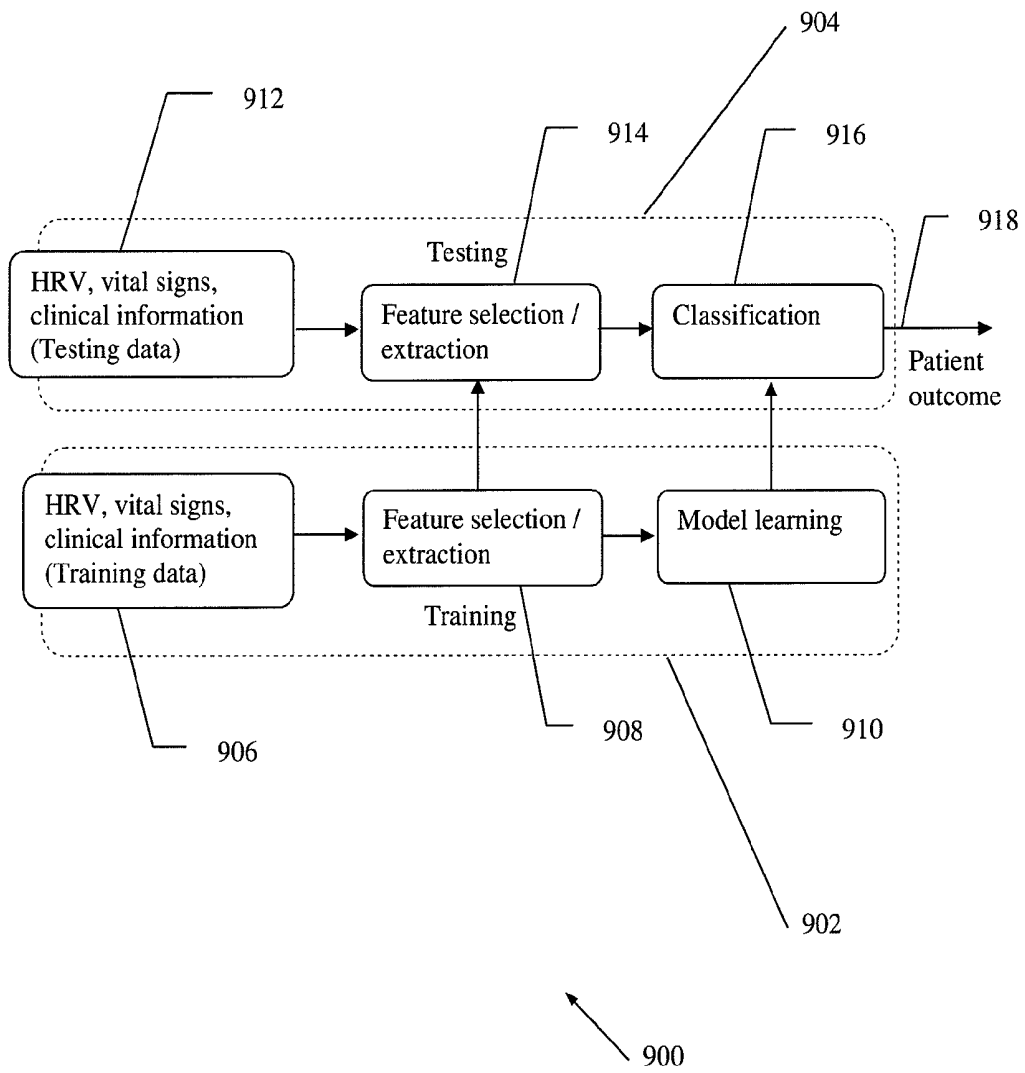 904
912
914
916
918
Testing
HRV, vital signs,
clinical information
(Testing data)
Feature selection /
extraction
Classification
Patient
outcome
HRV, vital signs,
clinical information
(Training data)
Feature selection /
extraction
Model learning
Training
906
908
910
902
900